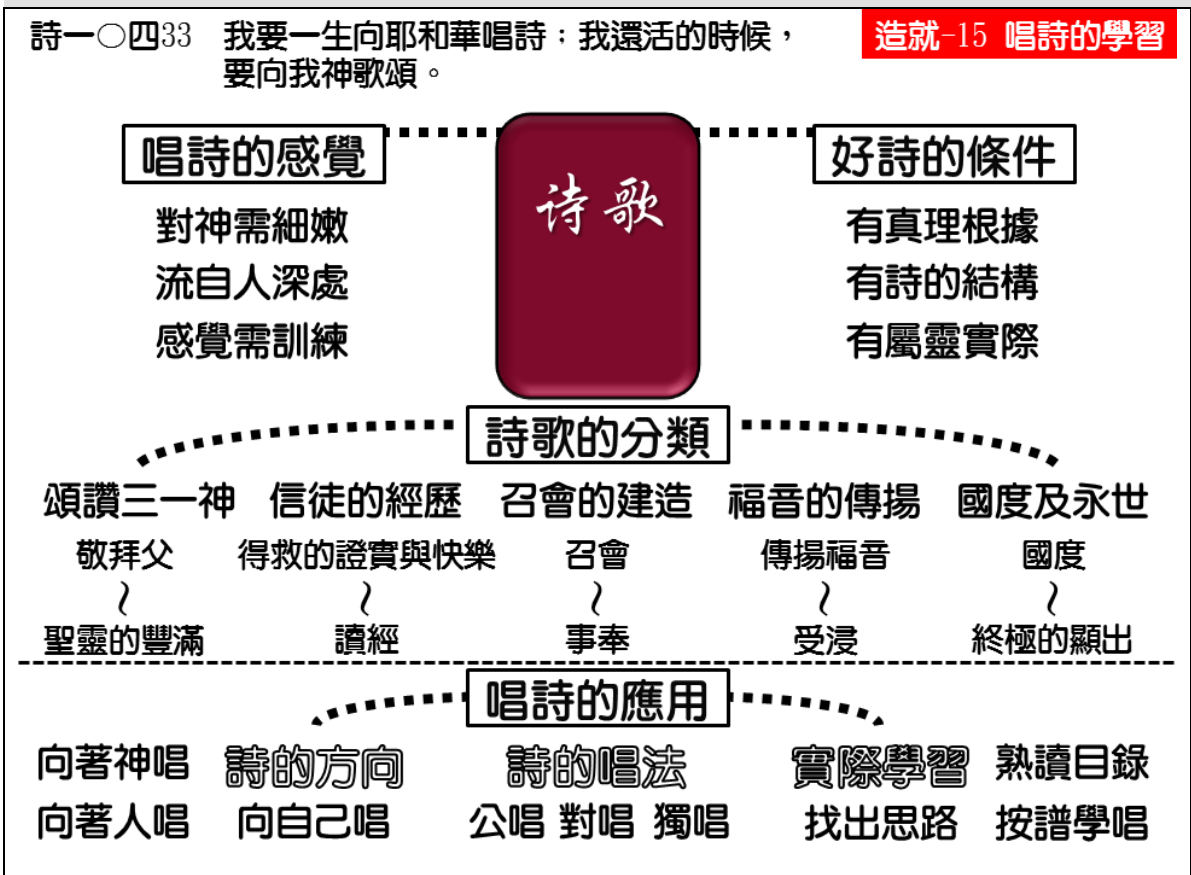 詩一○四33 我要一生向耶和華唱詩；我還活的時候，
要向我神歌頌。
造就-15 唱詩的學習
唱詩的感覺
對神需細嫩
流自人深處
感覺需訓練
诗歌
好詩的條件
有真理根據
有詩的結構
有屬靈實際
詩歌的分類
頌讚三一神 信徒的經歷 召會的建造 福音的傳揚 國度及永世
敬拜父 得救的證實與快樂 召會 傳揚福音 國度
~ ~ ~ ~ ~
聖靈的豐滿 讀經 事奉 受浸 終極的顯出
唱詩的應用
向著神唱 詩的方向 詩的唱法 實際學習 熟讀目錄
向著人唱 向自己唱 公唱 對唱 獨唱 找出思路 按譜學唱